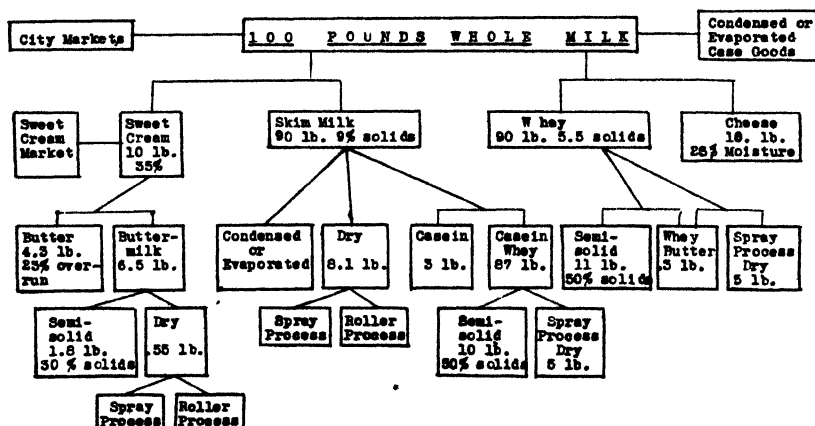 City Markets
100 POUNDS WHOLE MILK
Condensed or
Evaporated
Case Goods
Sweet
Cream
Market
Sweet
Cream
10 lb.
35%
Skim Milk
90 lb. 9% solids
Whey
90 lb. 5.5 solids
Cheese
10. lb.
28% Moisture
Butter
4.3 lb.
23% over-
run
Butter-
milk
6.5 lb.
Condensed
or
Evaporated
Dry
8.1 lb.
Casein
3 lb.
Casein
Whey
87 lb.
Semi-
solid
11 lb.
50% solids
Whey
Butter
.3 lb.
Spray
Process
Dry
5 lb.
Semi-
solid
1.8 lb.
30 % solids
Dry
.55 lb.
Spray
Process
Roller
Process
Semi-
solid
10 lb.
50% solids
Spray
Process
Dry
5 lb.
Spray
Process
Roller
Process